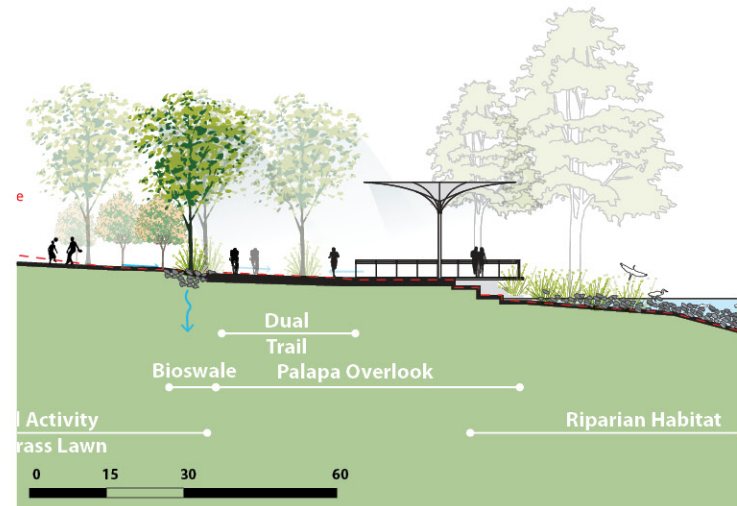 e
Dual
Trail
Bioswale
Palapa Overlook
l Activity
rass Lawn
Riparian Habitat
0 15 30 60